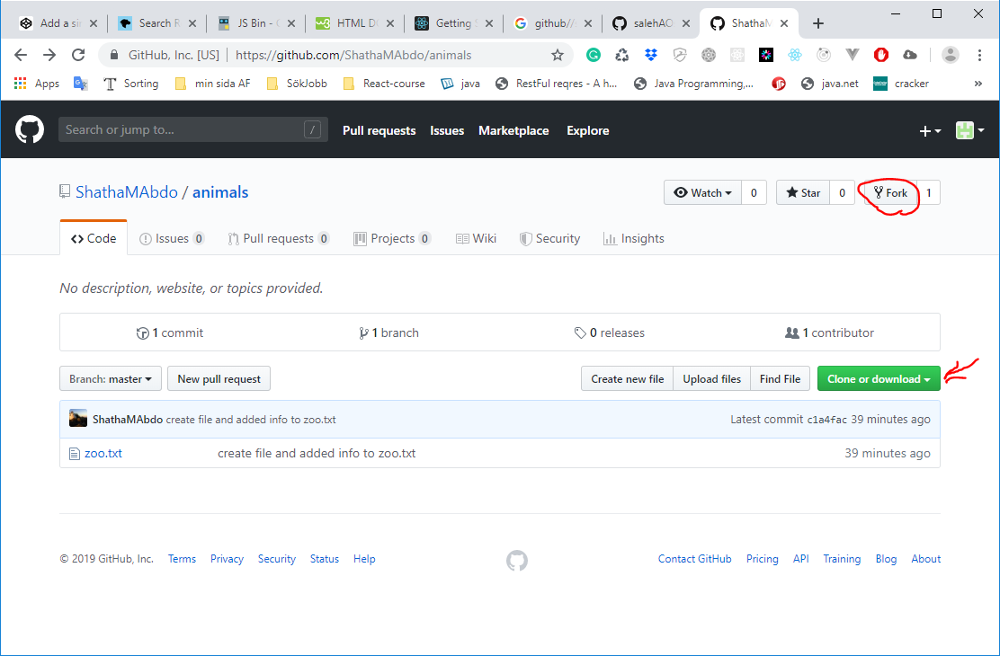 Add a sin
Search R
JS Bin - C
HTML D
Getting S
github//
salehAO
ShathaM
GitHub, Inc. [US] | https://github.com/ShathaMAbdo/animals
Apps Sorting min sida AF SökJobb React-course java RestFul reqres - A h... Java Programming,... java.net cracker »
Search or jump to... / Pull requests Issues Marketplace Explore
ShathaMAbdo / animals Watch 0 Star 0 Fork 1
Code Issues 0 Pull requests 0 Projects 0 Wiki Security Insights
No description, website, or topics provided.
1 commit 1 branch 0 releases 1 contributor
Branch: master New pull request Create new file Upload files Find File Clone or download
ShathaMAbdo create file and added info to zoo.txt Latest commit c1a4fac 39 minutes ago
zoo.txt create file and added info to zoo.txt 39 minutes ago
© 2019 GitHub, Inc. Terms Privacy Security Status Help Contact GitHub Pricing API Training Blog About